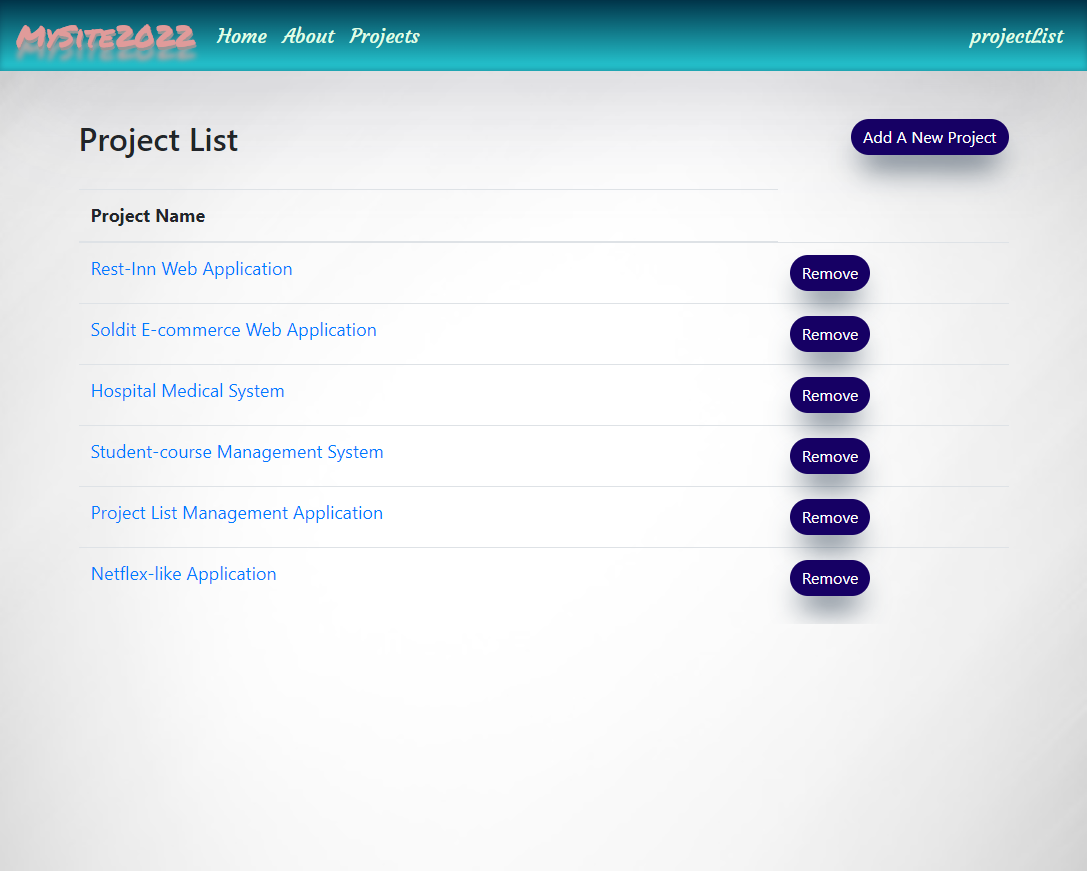 MySite2022 Home About Projects projectList
Project List Add A New Project
Project Name
Rest-Inn Web Application Remove
Soldit E-commerce Web Application Remove
Hospital Medical System Remove
Student-course Management System Remove
Project List Management Application Remove
Netflex-like Application Remove